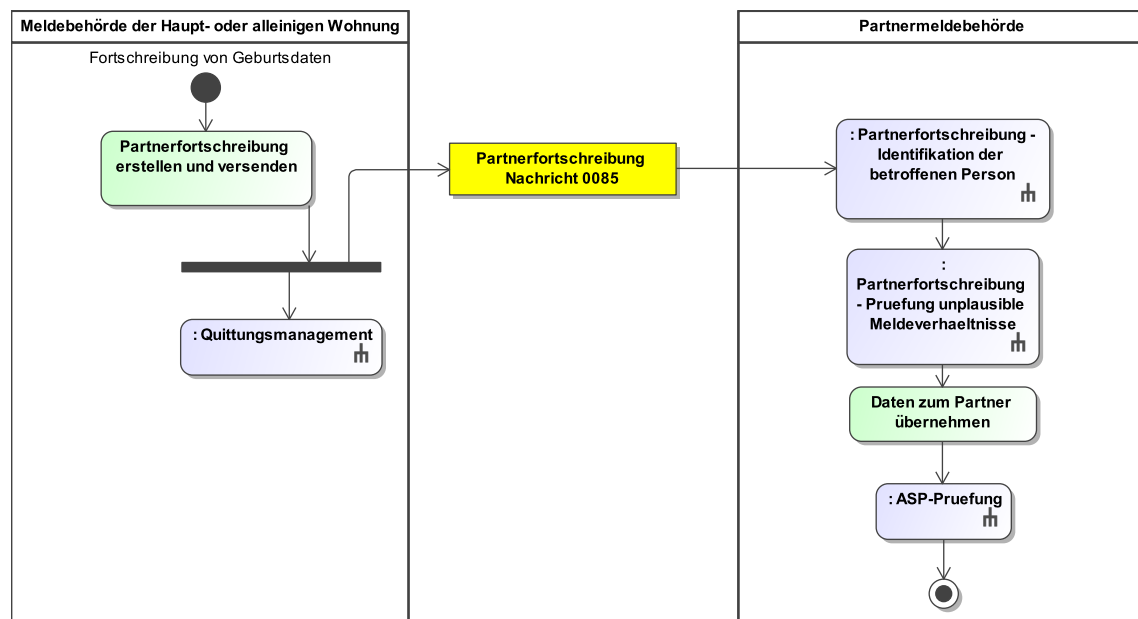 Meldebehörde der Haupt- oder alleinigen Wohnung
Fortschreibung von Geburtsdaten
Partnerfortschreibung
erstellen und versenden
: Quittungsmanagement
Partnerfortschreibung
Nachricht 0085
Partnermeldebehörde
: Partnerfortschreibung -
Identifikation der
betroffenen Person
:
Partnerfortschreibung
- Pruefung unplausible
Meldeverhaeltnisse
Daten zum Partner
übernehmen
: ASP-Pruefung